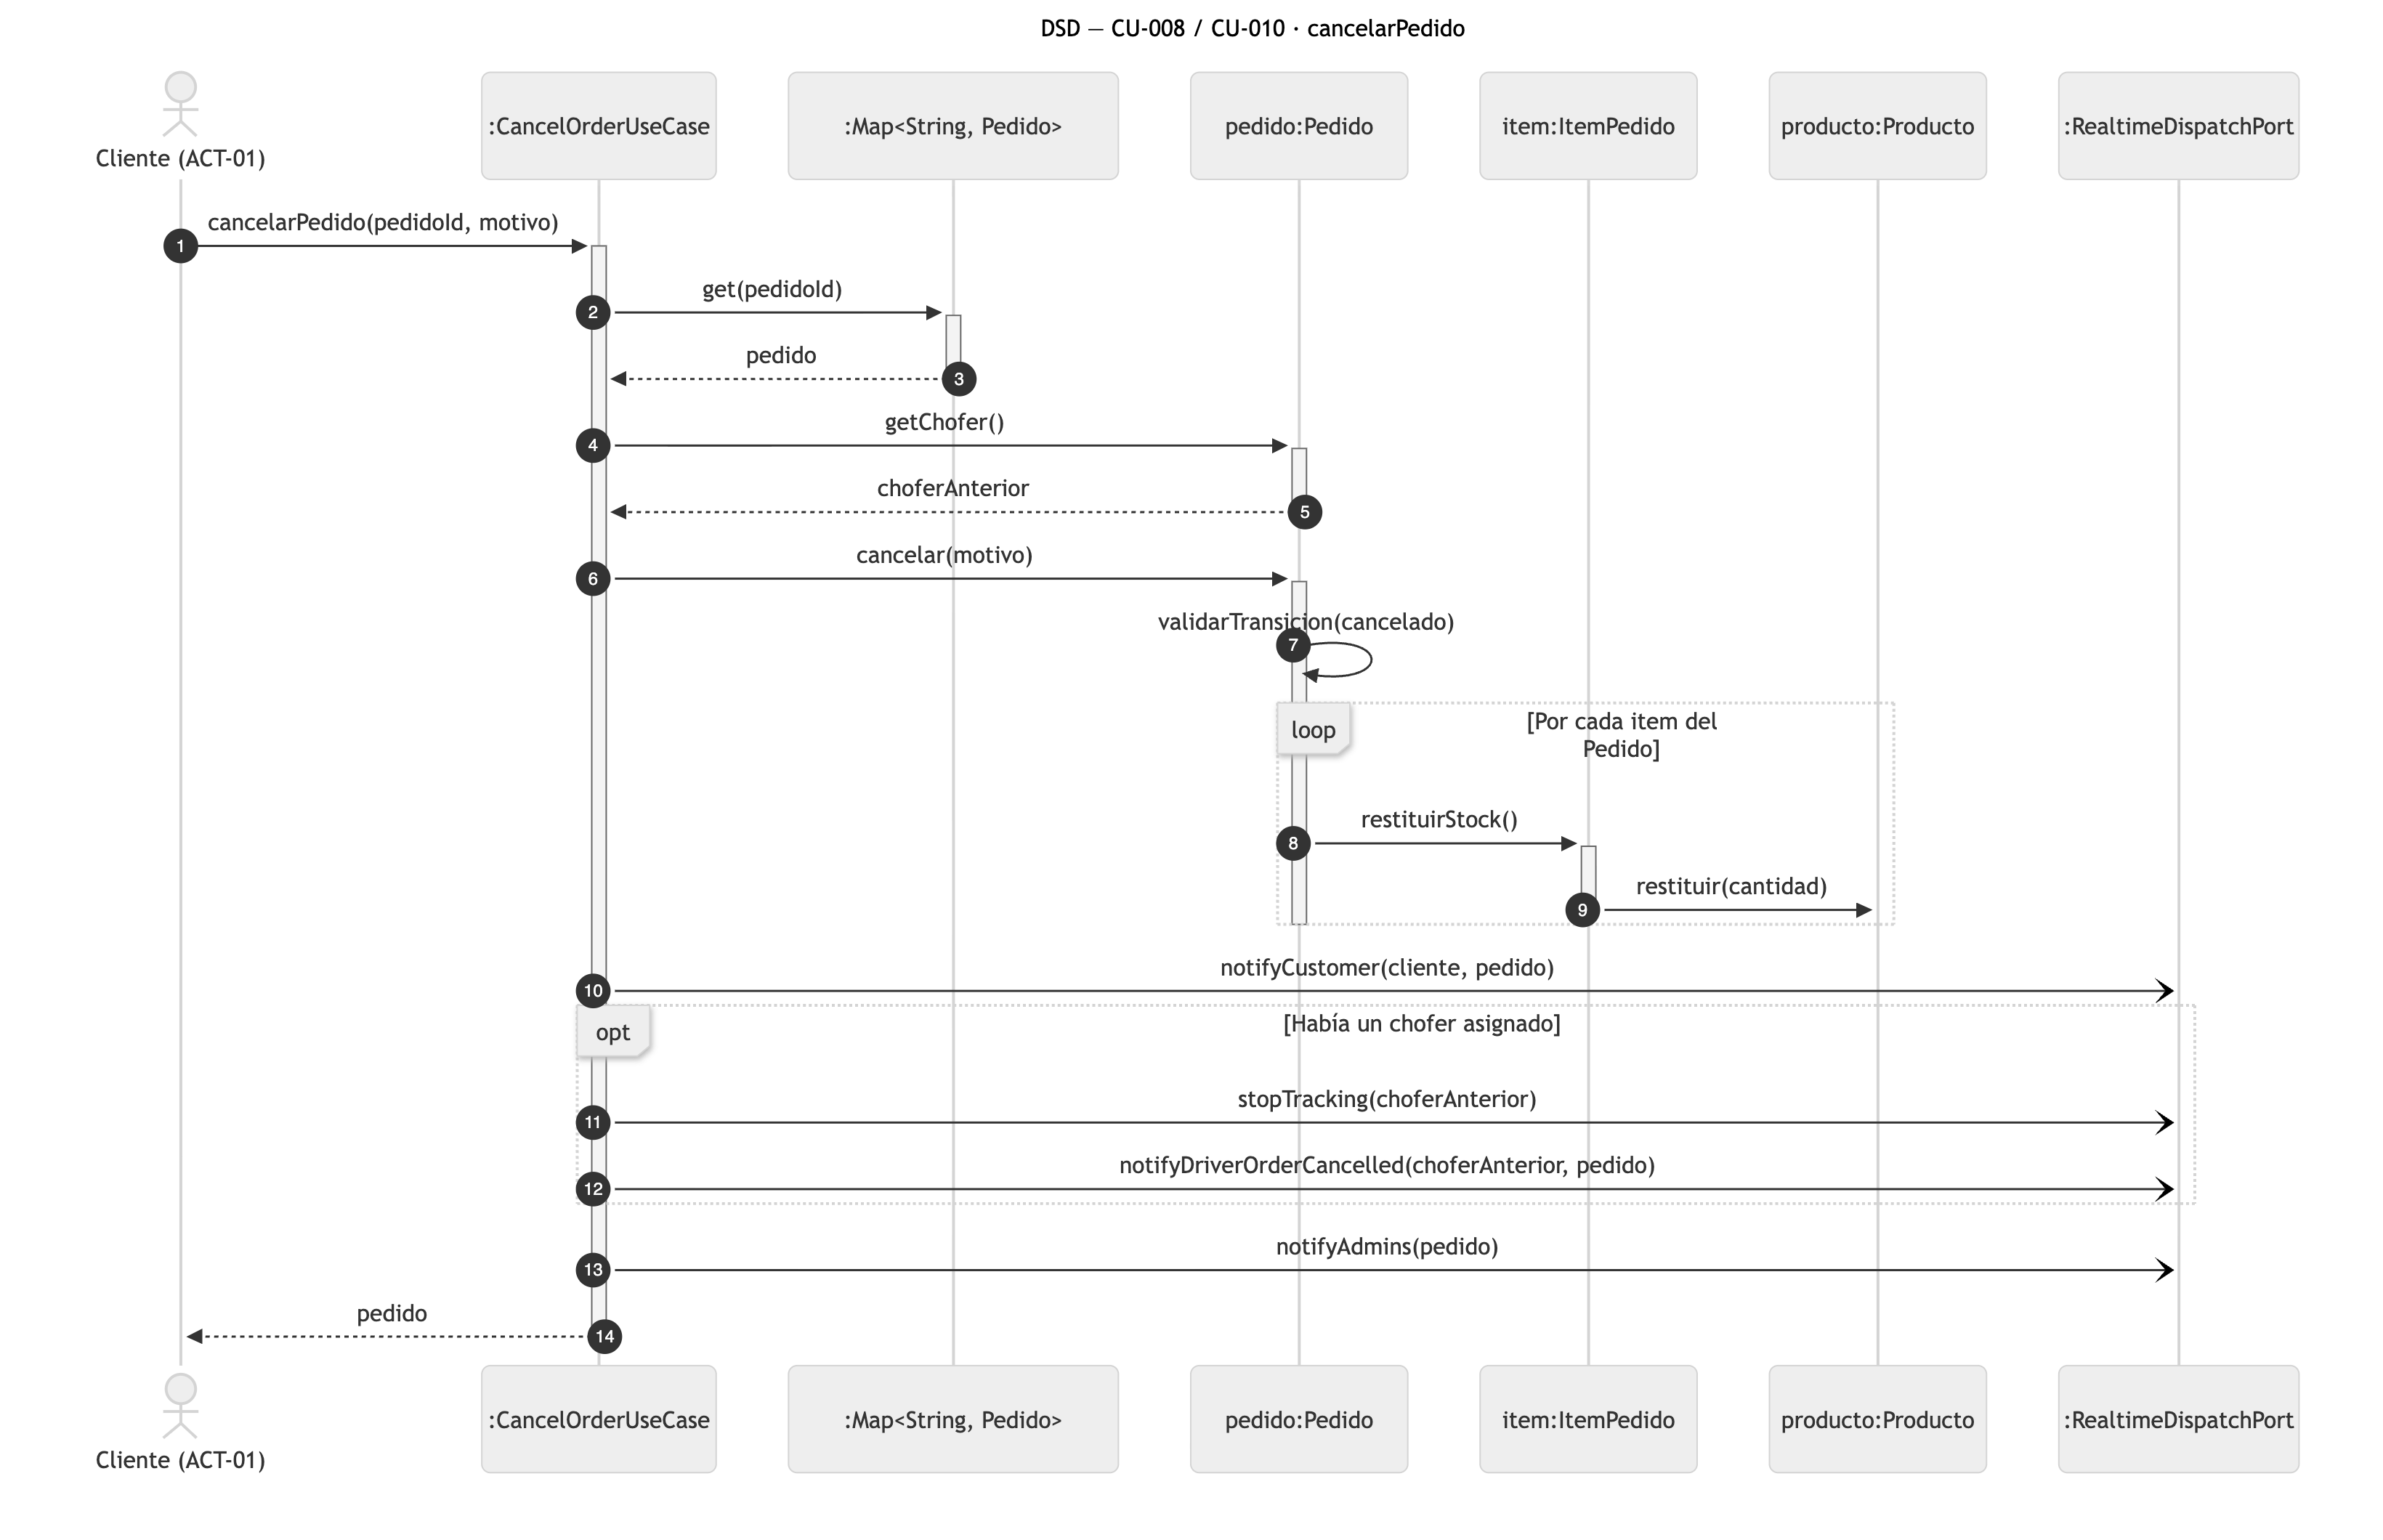 DSD — CU-008 / CU-010 · cancelarPedido
Cliente (ACT-01)
:CancelOrderUseCase
:Map<String, Pedido>
pedido:Pedido
item:ItemPedido
producto:Producto
:RealtimeDispatchPort
cancelarPedido(pedidoId, motivo)
1
get(pedidoId)
2
pedido
3
getChofer()
4
choferAnterior
5
cancelar(motivo)
6
validarTransicion(cancelado)
7
loop
[Por cada item del
Pedido]
restituirStock()
8
restituir(cantidad)
9
notifyCustomer(cliente, pedido)
10
opt
[Había un chofer asignado]
stopTracking(choferAnterior)
11
notifyDriverOrderCancelled(choferAnterior, pedido)
12
notifyAdmins(pedido)
13
pedido
14
Cliente (ACT-01)
:CancelOrderUseCase
:Map<String, Pedido>
pedido:Pedido
item:ItemPedido
producto:Producto
:RealtimeDispatchPort